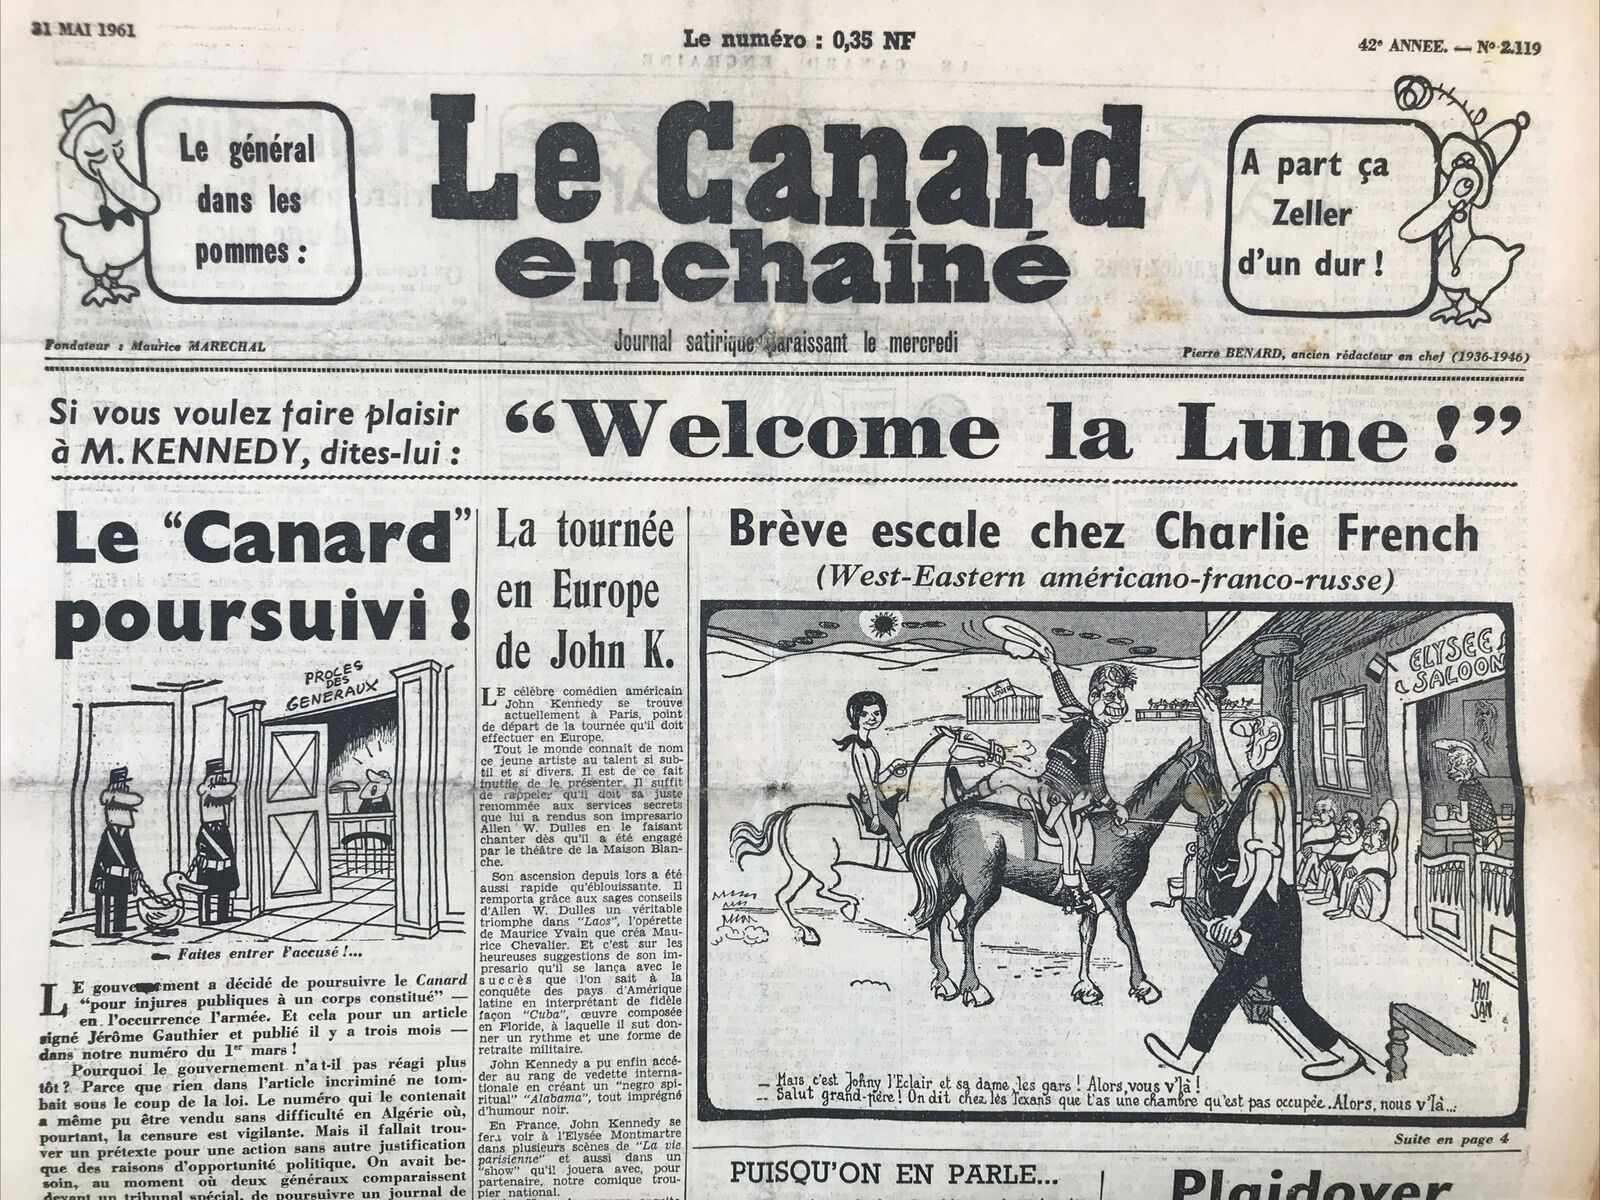 31 MAI 1961
Le numéro : 0,35 NF
42e ANNEE. — No 2.119
Le général
dans les
pommes :
Le Canard
enchaîné
A part ça
Zeller
d'un dur !
Fondateur : Maurice MARECHAL
Journal satirique paraissant le mercredi
Pierre BENARD, ancien rédacteur en chef (1936-1946)
Si vous voulez faire plaisir
à M. KENNEDY, dites-lui :
“Welcome la Lune !”
Le “Canard”
poursuivi !
PROCES
DES
GENERAUX
Faites entrer l'accusé !...
LE gouvernement a décidé de poursuivre le Canard
“pour injures publiques à un corps constitué” —
en l'occurrence l'armée. Et cela pour un article
signé Jérôme Gauthier et publié il y a trois mois —
dans notre numéro du 1er mars !
Pourquoi le gouvernement n'a t-il pas réagi plus
tôt ? Parce que rien dans l'article incriminé ne tom-
bait sous le coup de la loi. Le numéro qui le contenait
a même pu être vendu sans difficulté en Algérie où,
pourtant, la censure est vigilante. Mais il fallait trou-
ver un prétexte pour une action sans autre justification
que des raisons d'opportunité politique. On avait be-
soin, au moment où deux généraux comparaissent
devant un tribunal spécial, de poursuivre un journal de
La tournée
en Europe
de John K.
LE célèbre comédien américain
John Kennedy se trouve
actuellement à Paris, point
de départ de la tournée qu'il doit
effectuer en Europe.
Tout le monde connaît de nom
ce jeune artiste au talent si sub-
til et si divers. Il est de ce fait
inutile de le présenter. Il suffit
de rappeler qu'il doit sa juste
renommée aux services secrets
que lui a rendus son impresario
Allen W. Dulles en le faisant
chanter dès qu'il a été engagé
par le théâtre de la Maison Blan-
che.
Son ascension depuis lors a été
aussi rapide qu'éblouissante. Il
remporta grâce aux sages conseils
d'Allen W. Dulles un véritable
triomphe dans “Laos”, l'opérette
de Maurice Yvain que créa Mau-
rice Chevalier. Et c'est sur les
heureuses suggestions de son im-
presario qu'il se lança avec le
succès que l'on sait à la
conquête des pays d'Amérique
latine en interprétant de fidèle
façon “Cuba”, œuvre composée
en Floride, à laquelle il sut don-
ner un rythme et une forme de
retraite militaire.
John Kennedy a pu enfin accé-
der au rang de vedette interna-
tionale en créant un “negro spi-
ritual” “Alabama”, tout imprégné
d'humour noir.
En France, John Kennedy se
fera voir à l'Elysée Montmartre
dans plusieurs scènes de “La vie
parisienne” et aussi dans un
“show” qu'il jouera avec, pour
partenaire, notre comique trou-
pier national.
Brève escale chez Charlie French
(West-Eastern américano-franco-russe)
ELYSEE
SALOON
MOI
SAN
— Mais c'est Johny l'Eclair et sa dame, les gars ! Alors, vous v'là !
— Salut grand-père ! On dit chez les Texans que t'as une chambre qu'est pas occupée. Alors, nous v'là...
Suite en page 4
PUISQU'ON EN PARLE...
Plaidoyer